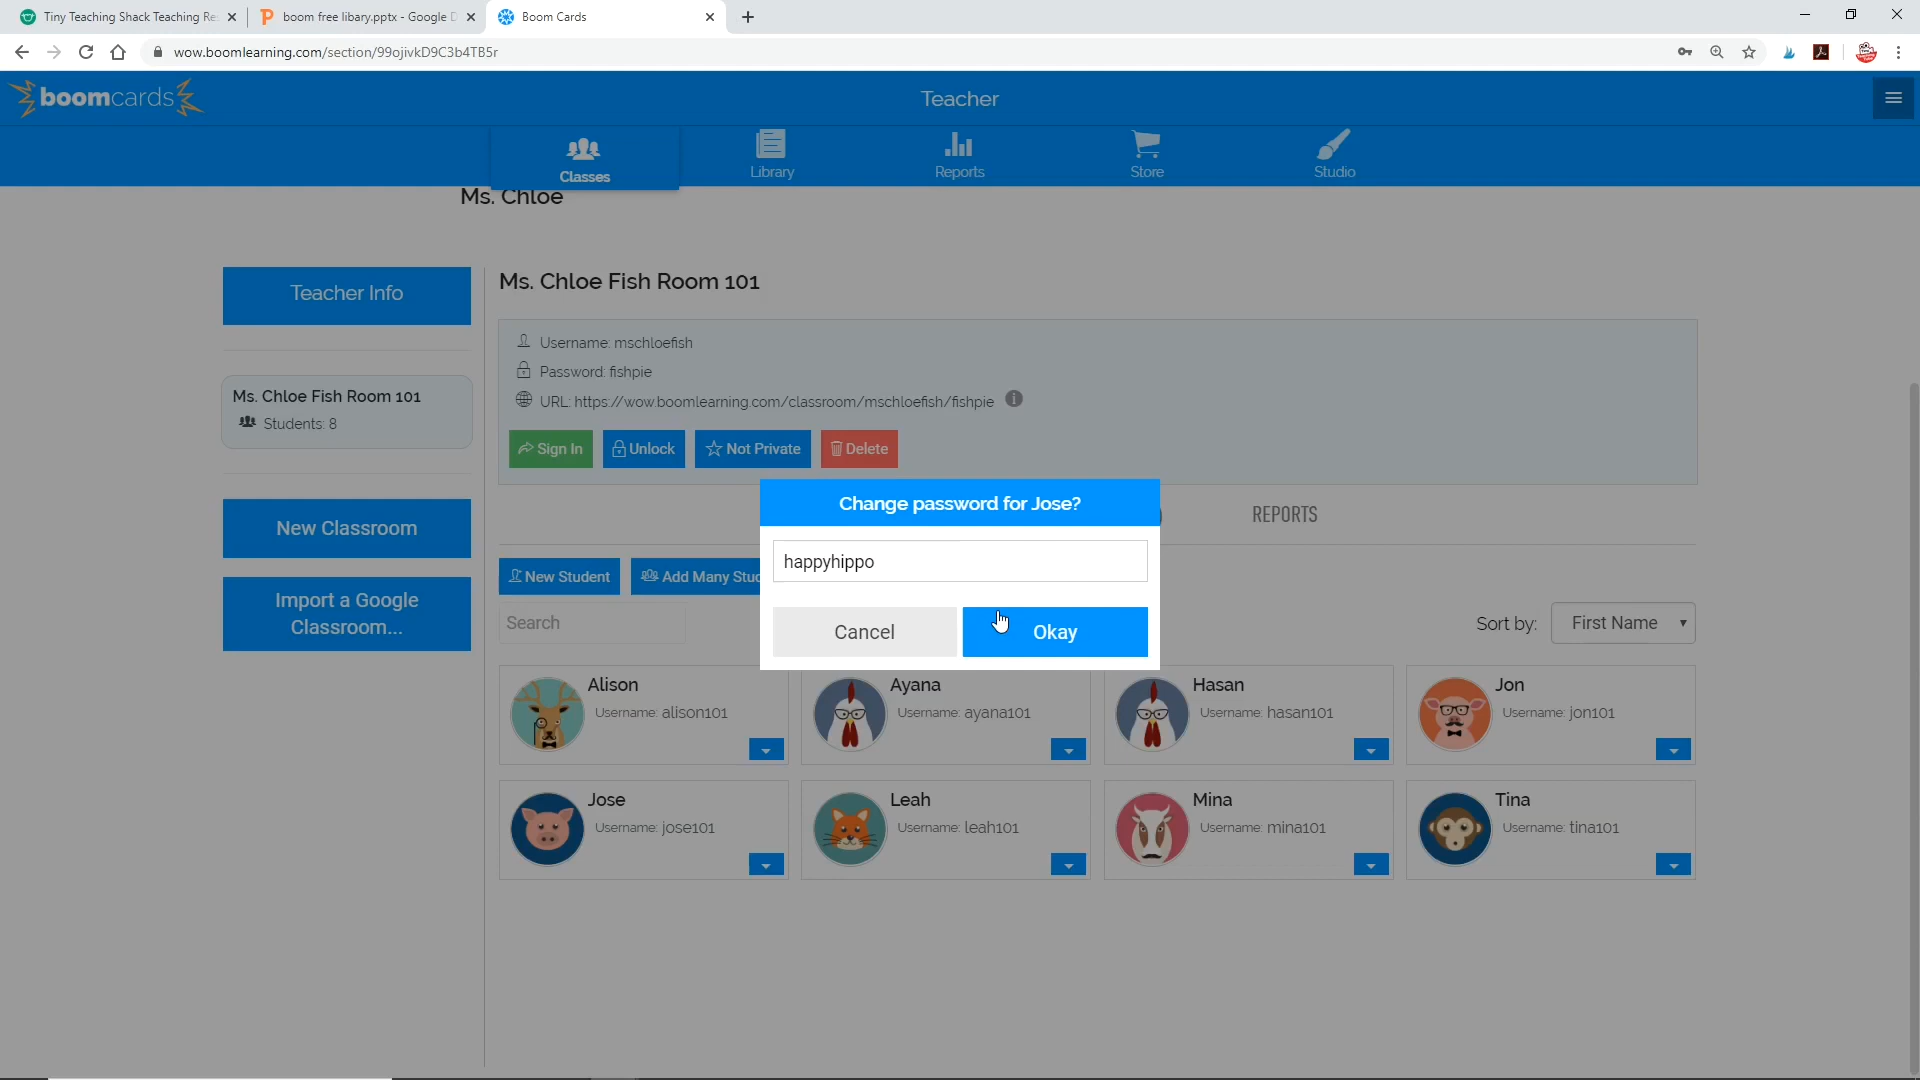 Tiny Teaching Shack Teaching Re
boom free libary.pptx - Google D
Boom Cards
wow.boomlearning.com/section/99ojivkD9C3b4TB5r
boomcards
Teacher
Classes
Library
Reports
Store
Studio
Ms. Chloe
Teacher Info
Ms. Chloe Fish Room 101
Students: 8
New Classroom
Import a Google
Classroom...
Ms. Chloe Fish Room 101
Username: mschloefish
Password: fishpie
URL: https://wow.boomlearning.com/classroom/mschloefish/fishpie
Sign In
Unlock
Not Private
Delete
REPORTS
Change password for Jose?
happyhippo
Cancel
Okay
New Student
Add Many Stud
Search
Sort by:
First Name
Alison
Username: alison101
Ayana
Username: ayana101
Hasan
Username: hasan101
Jon
Username: jon101
Jose
Username: jose101
Leah
Username: leah101
Mina
Username: mina101
Tina
Username: tina101